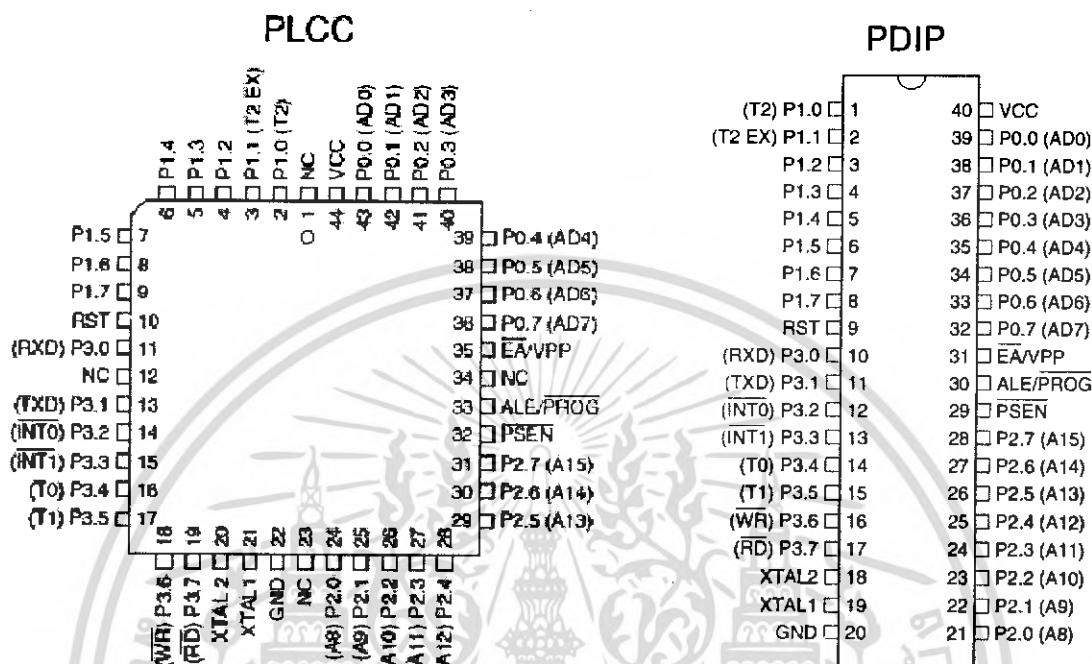 PLCC
P1.4
P1.3
P1.2
P1.1 (T2 EX)
P1.0 (T2)
NC
VCC
P0.0 (AD0)
P0.1 (AD1)
P0.2 (AD2)
P0.3 (AD3)
6 5 4 3 2 1 44 43 42 41 40
P1.5 7
P1.6 8
P1.7 9
RST 10
(RXD) P3.0 11
NC 12
(TXD) P3.1 13
(INT0) P3.2 14
(INT1) P3.3 15
(T0) P3.4 16
(T1) P3.5 17
39 P0.4 (AD4)
38 P0.5 (AD5)
37 P0.6 (AD6)
36 P0.7 (AD7)
35 EA/VPP
34 NC
33 ALE/PROG
32 PSEN
31 P2.7 (A15)
30 P2.6 (A14)
29 P2.5 (A13)
18 19 20 21 22 23 24 25 26 27 28
(WR) P3.6
(RD) P3.7
XTAL2
XTAL1
GND
NC
(A8) P2.0
(A9) P2.1
(A10) P2.2
(A11) P2.3
(A12) P2.4
PDIP
(T2) P1.0 1
(T2 EX) P1.1 2
P1.2 3
P1.3 4
P1.4 5
P1.5 6
P1.6 7
P1.7 8
RST 9
(RXD) P3.0 10
(TXD) P3.1 11
(INT0) P3.2 12
(INT1) P3.3 13
(T0) P3.4 14
(T1) P3.5 15
(WR) P3.6 16
(RD) P3.7 17
XTAL2 18
XTAL1 19
GND 20
40 VCC
39 P0.0 (AD0)
38 P0.1 (AD1)
37 P0.2 (AD2)
36 P0.3 (AD3)
35 P0.4 (AD4)
34 P0.5 (AD5)
33 P0.6 (AD6)
32 P0.7 (AD7)
31 EA/VPP
30 ALE/PROG
29 PSEN
28 P2.7 (A15)
27 P2.6 (A14)
26 P2.5 (A13)
25 P2.4 (A12)
24 P2.3 (A11)
23 P2.2 (A10)
22 P2.1 (A9)
21 P2.0 (A8)